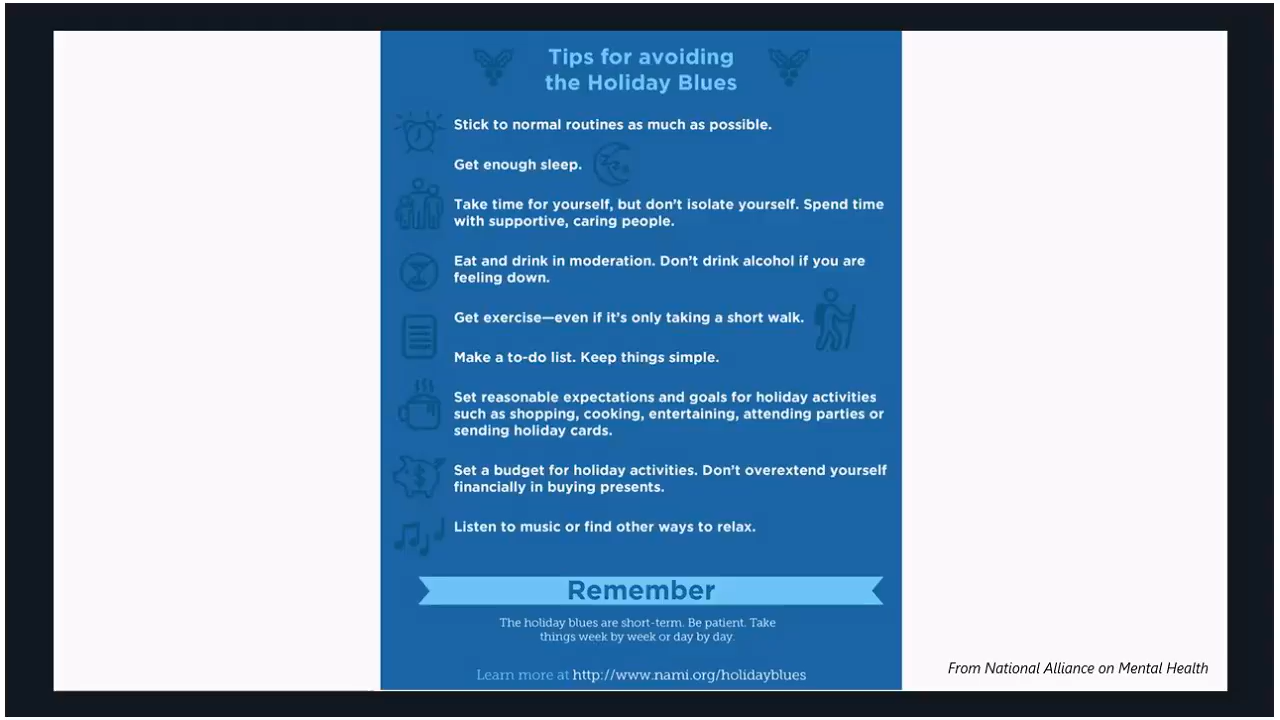 Tips for avoiding
the Holiday Blues
Stick to normal routines as much as possible.
Get enough sleep.
zzz
Take time for yourself, but don't isolate yourself. Spend time
with supportive, caring people.
Eat and drink in moderation. Don't drink alcohol if you are
feeling down.
Get exercise—even if it's only taking a short walk.
Make a to-do list. Keep things simple.
Set reasonable expectations and goals for holiday activities
such as shopping, cooking, entertaining, attending parties or
sending holiday cards.
$
Set a budget for holiday activities. Don't overextend yourself
financially in buying presents.
Listen to music or find other ways to relax.
Remember
The holiday blues are short-term. Be patient. Take
things week by week or day by day.
Learn more at http://www.nami.org/holidayblues
From National Alliance on Mental Health